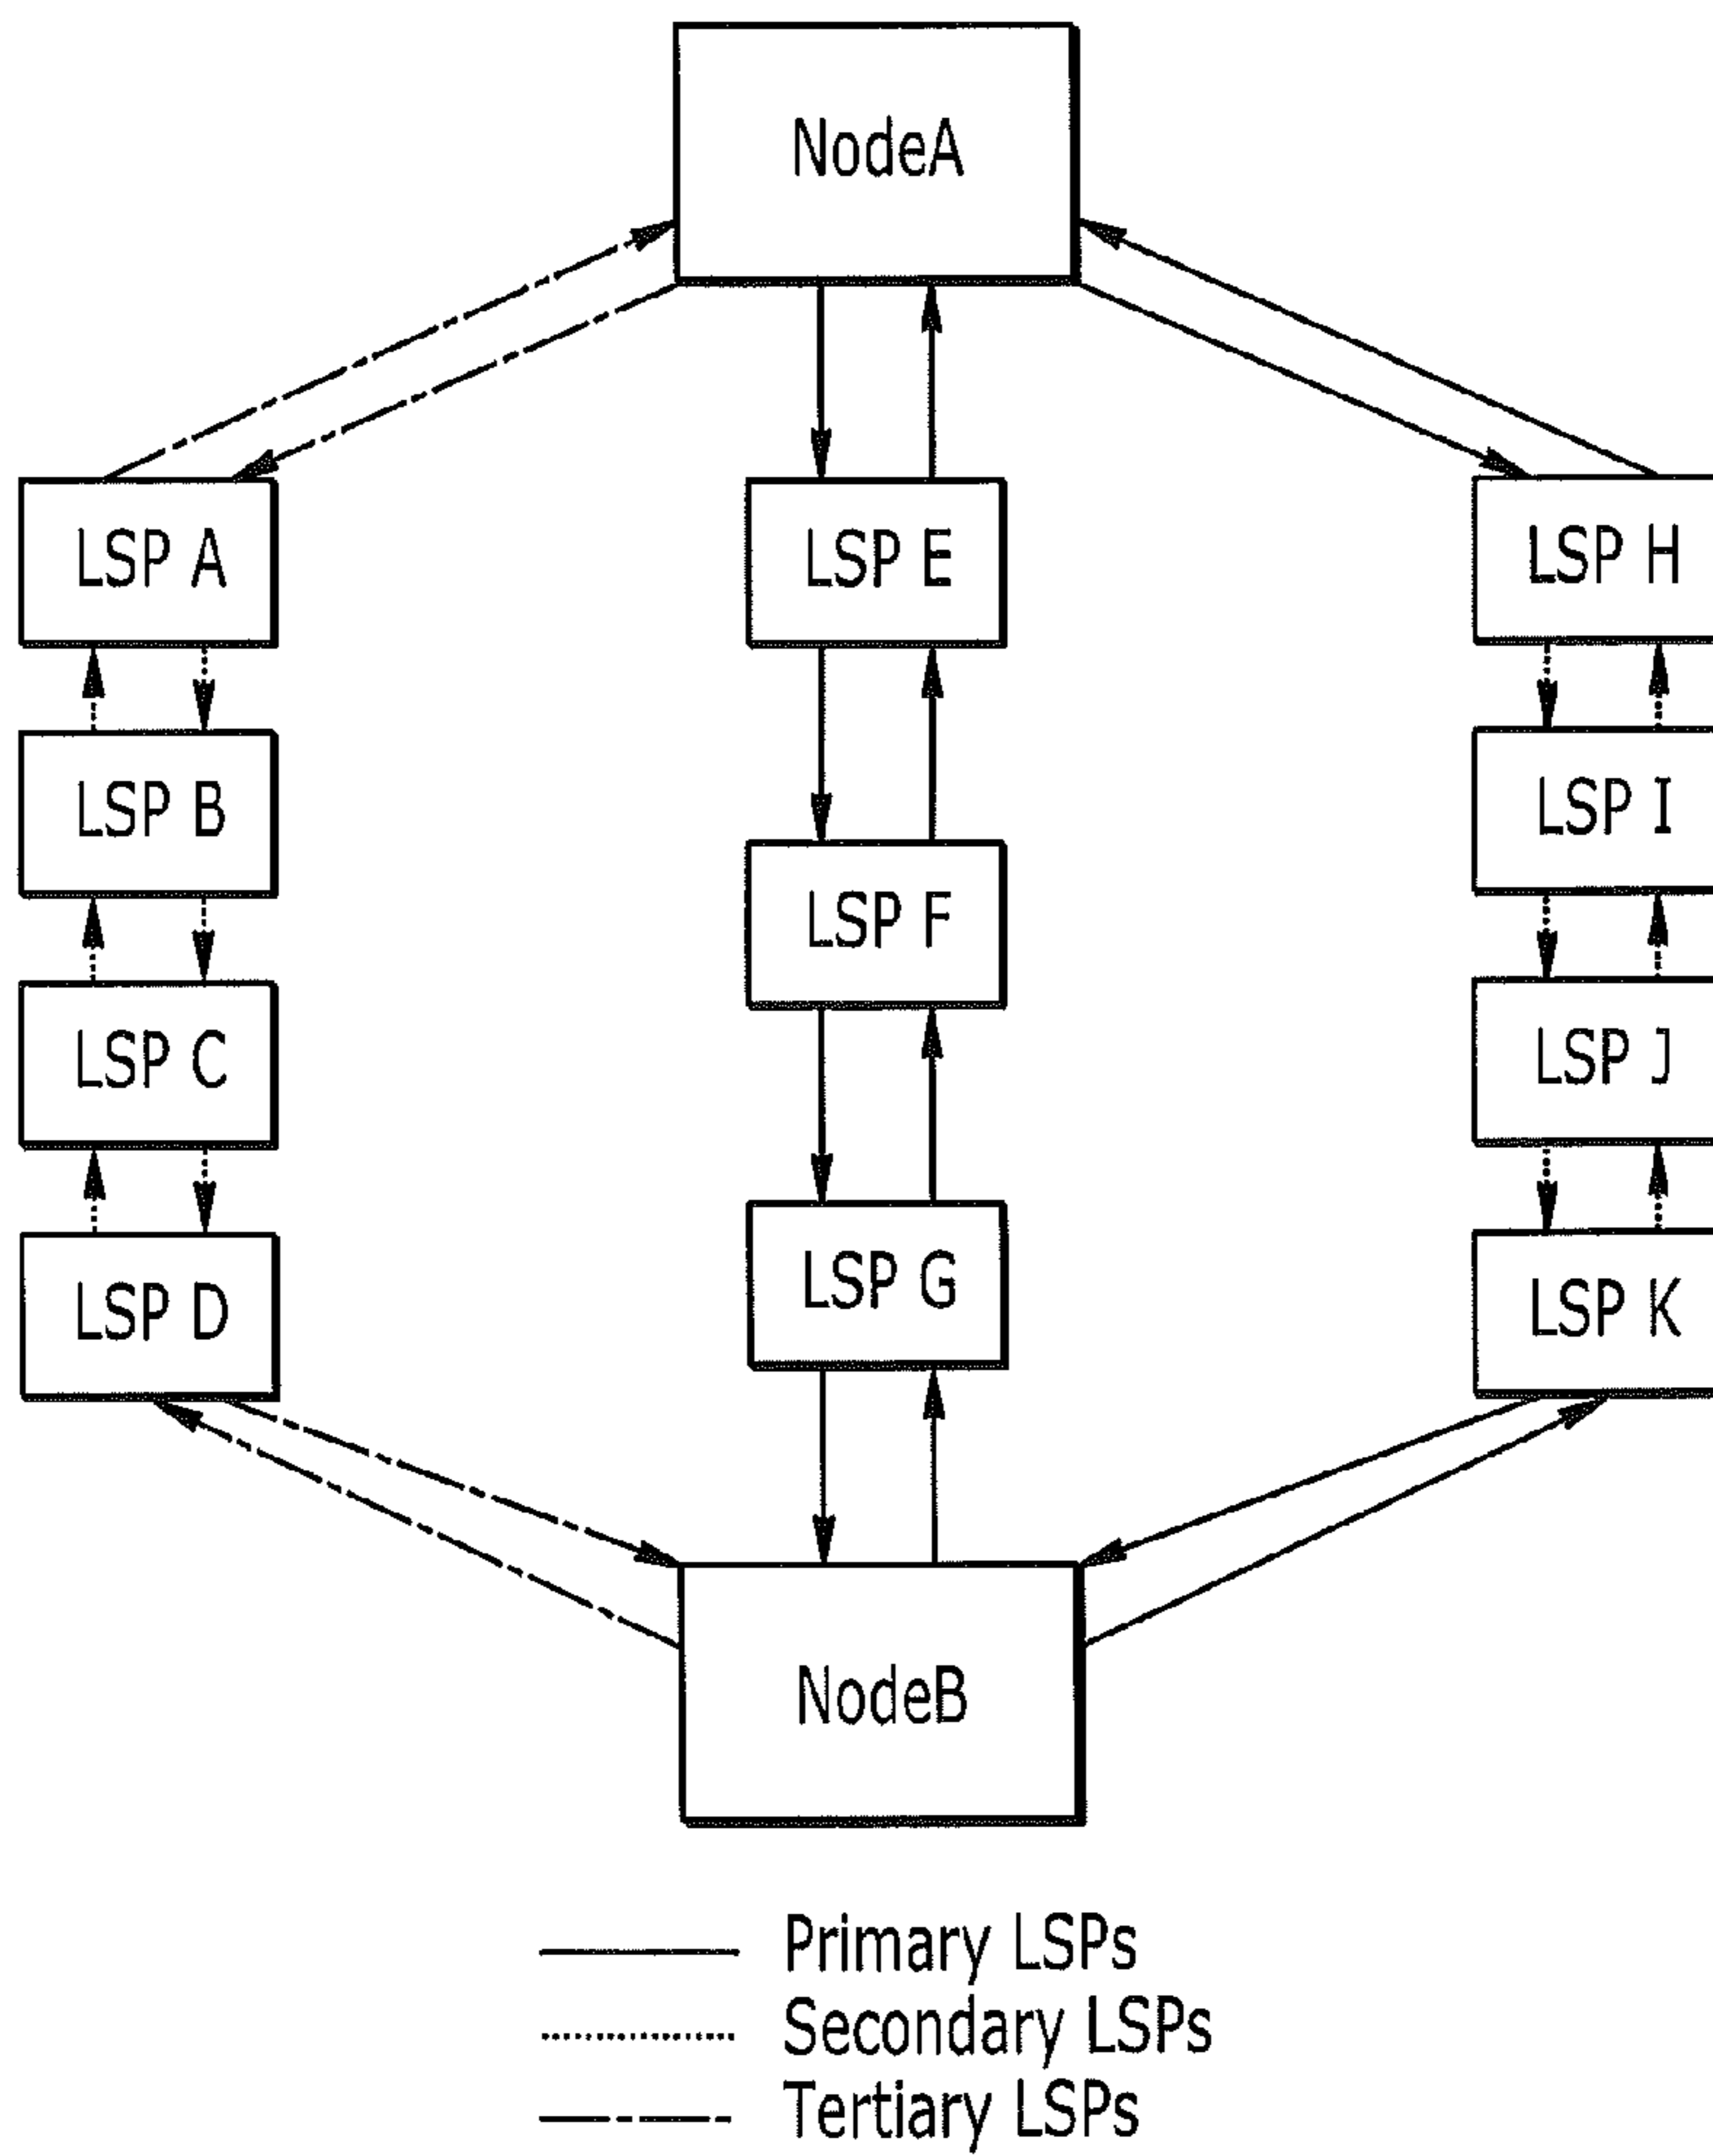 NodeA
LSP A
LSP E
LSP H
LSP B
LSP I
LSP F
LSP C
LSP J
LSP G
LSP D
LSP K
NodeB
Primary LSPs
Secondary LSPs
Tertiary LSPs